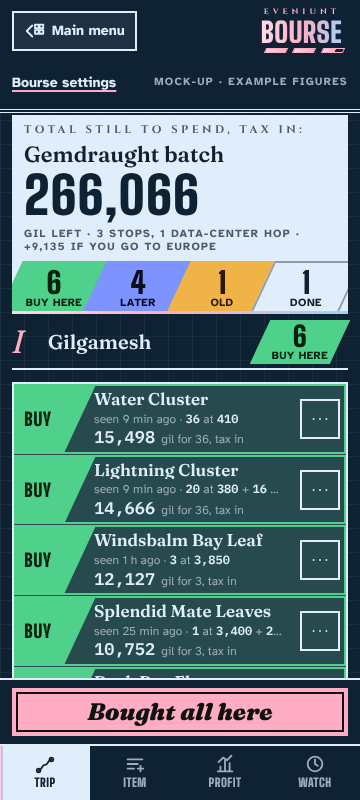 Main menu
EVENIUNT
BOURSE
Bourse settings
MOCK-UP · EXAMPLE FIGURES
TOTAL STILL TO SPEND, TAX IN:
Gemdraught batch
266,066
GIL LEFT · 3 STOPS, 1 DATA-CENTER HOP ·
+9,135 IF YOU GO TO EUROPE
6 BUY HERE
4 LATER
1 OLD
1 DONE
I Gilgamesh
6 BUY HERE
BUY
Water Cluster
seen 9 min ago · 36 at 410
15,498 gil for 36, tax in
...
BUY
Lightning Cluster
seen 9 min ago · 20 at 380 + 16 ...
14,666 gil for 36, tax in
...
BUY
Windsbalm Bay Leaf
seen 1 h ago · 3 at 3,850
12,127 gil for 3, tax in
...
BUY
Splendid Mate Leaves
seen 25 min ago · 1 at 3,400 + 2...
10,752 gil for 3, tax in
...
Bought all here
TRIP
ITEM
PROFIT
WATCH